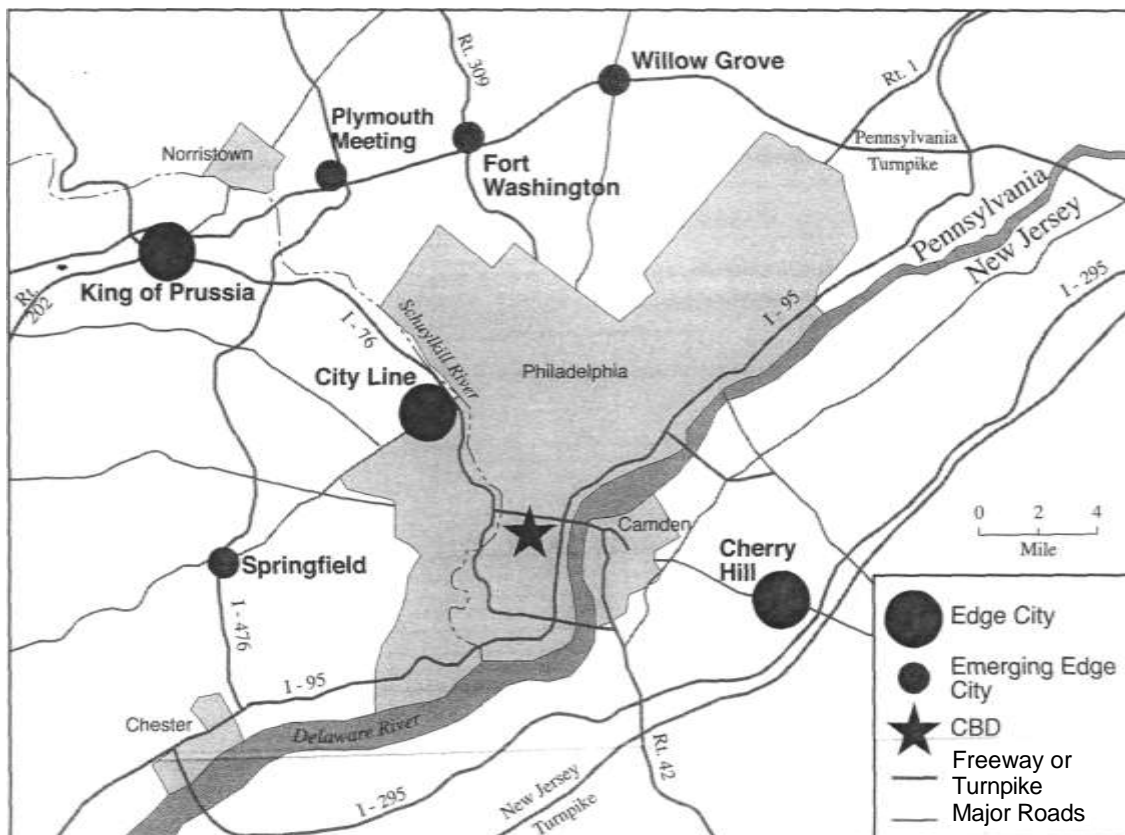 Rt. 309
Willow Grove
Rt. 1
Plymouth
Meeting
Norristown
Fort
Washington
Pennsylvania
Turnpike
Pennsylvania
New Jersey
King of Prussia
Rt.
202
I - 76
Schuylkill River
I - 95
I - 295
City Line
Philadelphia
Camden
0 2 4
Mile
Cherry
Hill
Springfield
I - 476
I - 95
Chester
Delaware River
Rt. 42
I - 295
New Jersey
Turnpike
Edge City
Emerging Edge
City
CBD
Freeway or
Turnpike
Major Roads